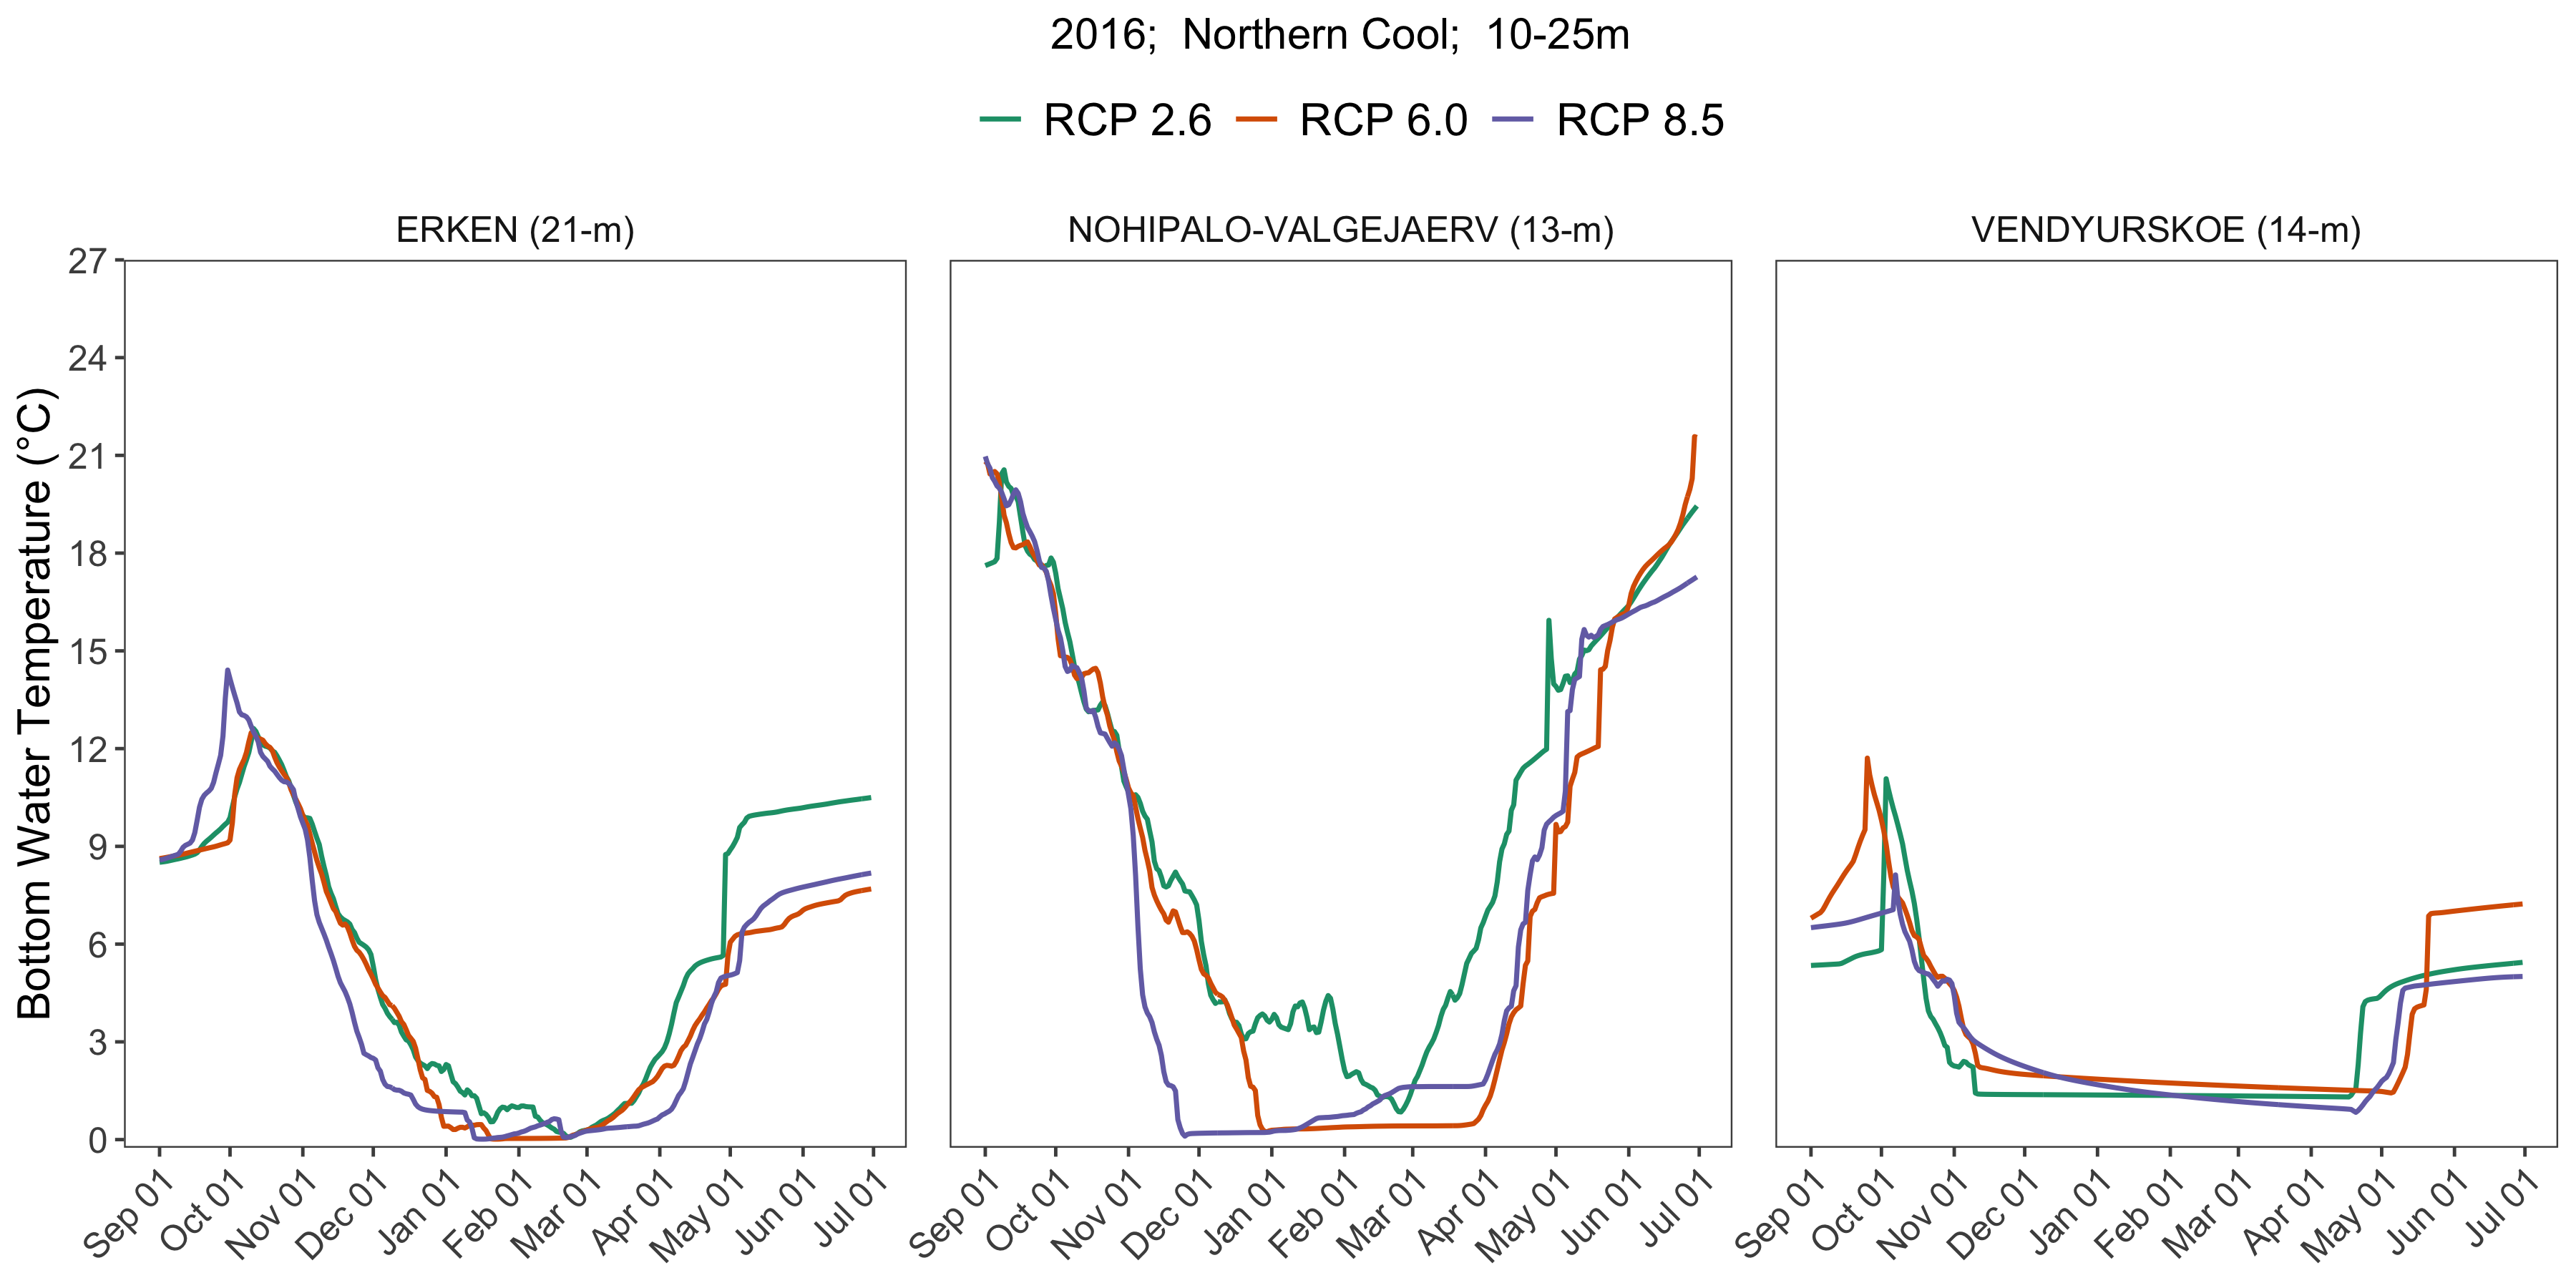 2016;  Northern Cool;  10-25m
RCP 2.6 RCP 6.0 RCP 8.5
ERKEN (21-m) NOHIPALO-VALGEJAERV (13-m) VENDYURSKOE (14-m)
Bottom Water Temperature (°C)
27
24
21
18
15
12
9
6
3
0
Sep 01 Oct 01 Nov 01 Dec 01 Jan 01 Feb 01 Mar 01 Apr 01 May 01 Jun 01 Jul 01 Sep 01 Oct 01 Nov 01 Dec 01 Jan 01 Feb 01 Mar 01 Apr 01 May 01 Jun 01 Jul 01 Sep 01 Oct 01 Nov 01 Dec 01 Jan 01 Feb 01 Mar 01 Apr 01 May 01 Jun 01 Jul 01